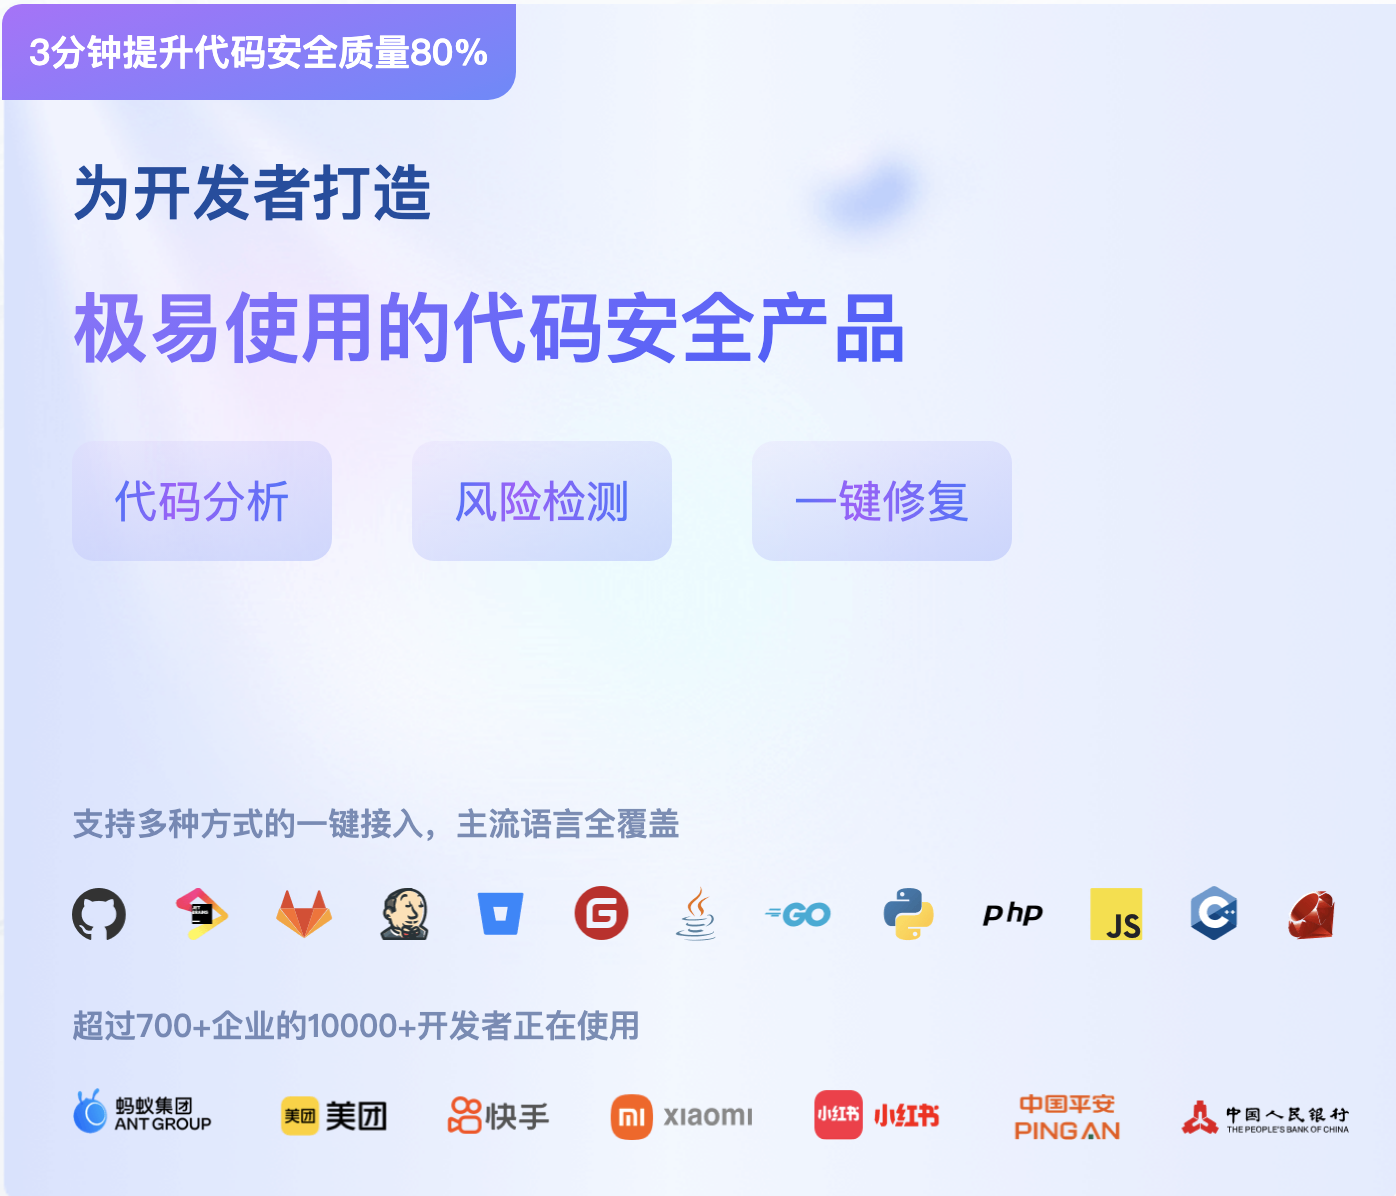 3分钟提升代码安全质量80%
为开发者打造
极易使用的代码安全产品
代码分析 风险检测 一键修复
支持多种方式的一键接入，主流语言全覆盖
JET BRAINS G GO php JS C++
超过700+企业的10000+开发者正在使用
蚂蚁集团 美团 美团 快手 mi xiaomi 小红书 小红书 中国平安 中国人民银行
ANT GROUP PING AN THE PEOPLE'S BANK OF CHINA